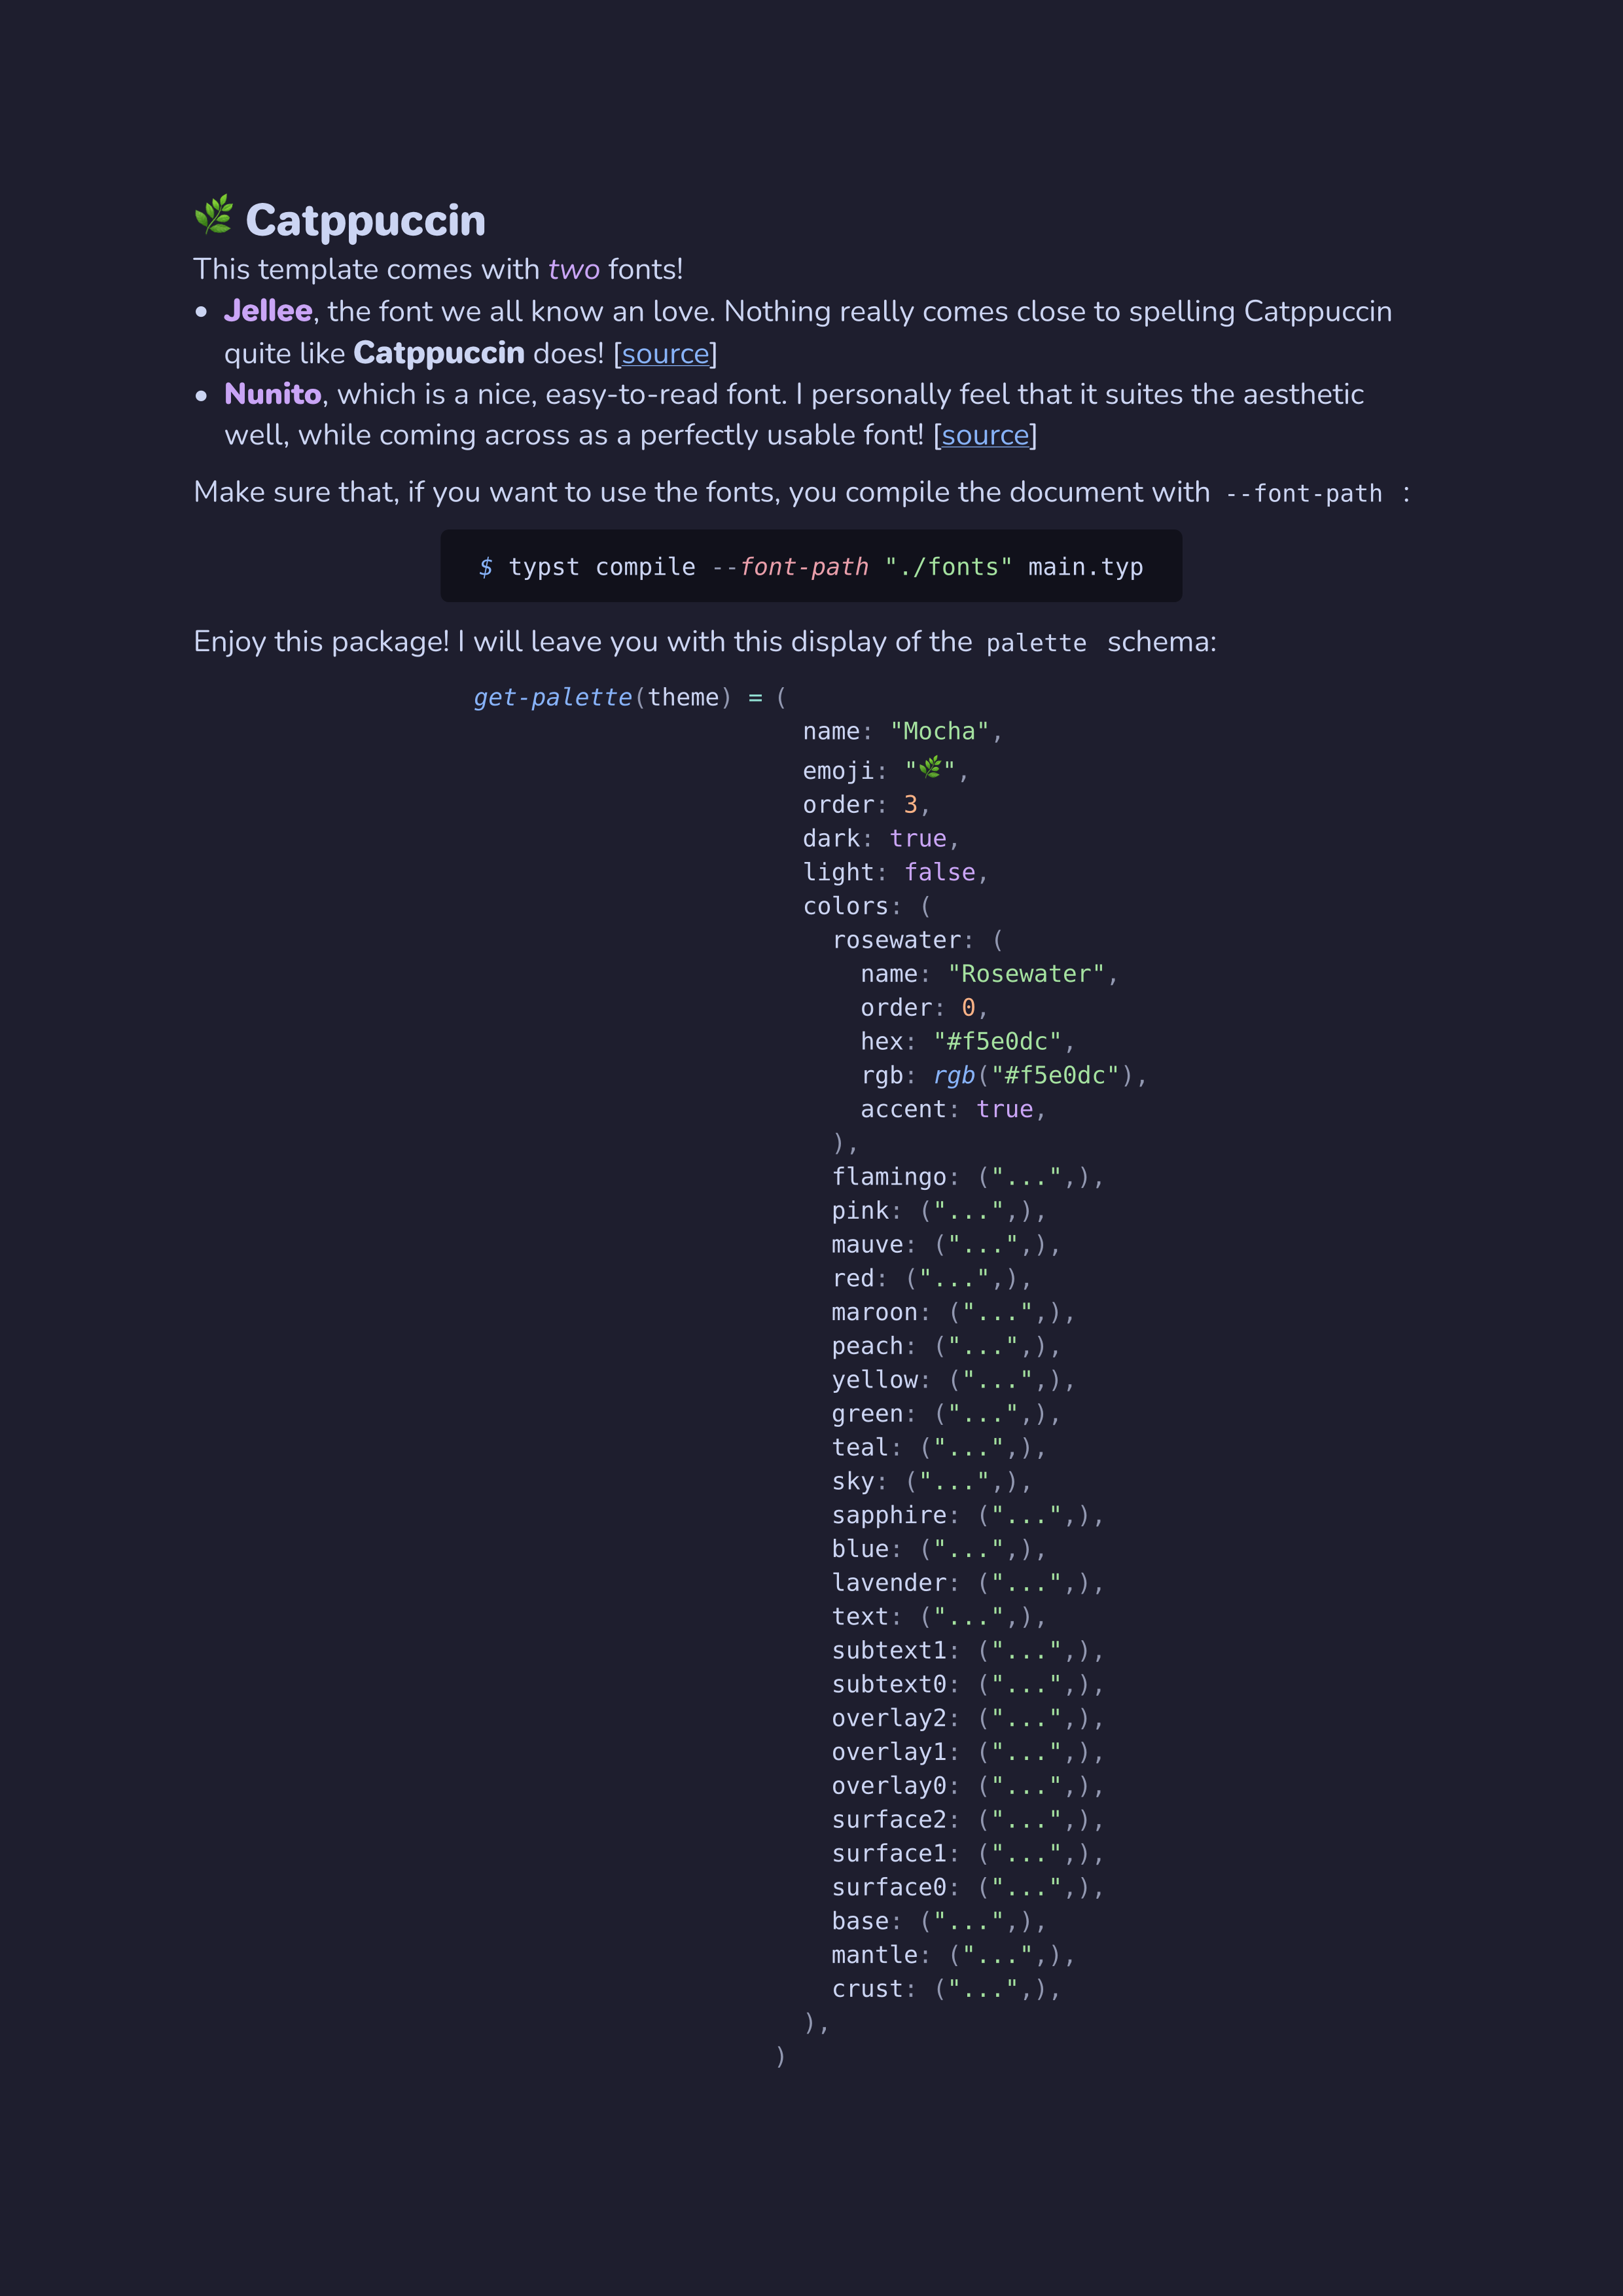 🌿 Catppuccin
This template comes with two fonts!
• Jellee, the font we all know an love. Nothing really comes close to spelling Catppuccin
quite like Catppuccin does! [source]
• Nunito, which is a nice, easy-to-read font. I personally feel that it suites the aesthetic
well, while coming across as a perfectly usable font! [source]
Make sure that, if you want to use the fonts, you compile the document with --font-path :
$ typst compile --font-path "./fonts" main.typ
Enjoy this package! I will leave you with this display of the palette schema:
get-palette(theme) = (
name: "Mocha",
emoji: "🌿",
order: 3,
dark: true,
light: false,
colors: (
rosewater: (
name: "Rosewater",
order: 0,
hex: "#f5e0dc",
rgb: rgb("#f5e0dc"),
accent: true,
),
flamingo: ("...",),
pink: ("...",),
mauve: ("...",),
red: ("...",),
maroon: ("...",),
peach: ("...",),
yellow: ("...",),
green: ("...",),
teal: ("...",),
sky: ("...",),
sapphire: ("...",),
blue: ("...",),
lavender: ("...",),
text: ("...",),
subtext1: ("...",),
subtext0: ("...",),
overlay2: ("...",),
overlay1: ("...",),
overlay0: ("...",),
surface2: ("...",),
surface1: ("...",),
surface0: ("...",),
base: ("...",),
mantle: ("...",),
crust: ("...",),
),
)